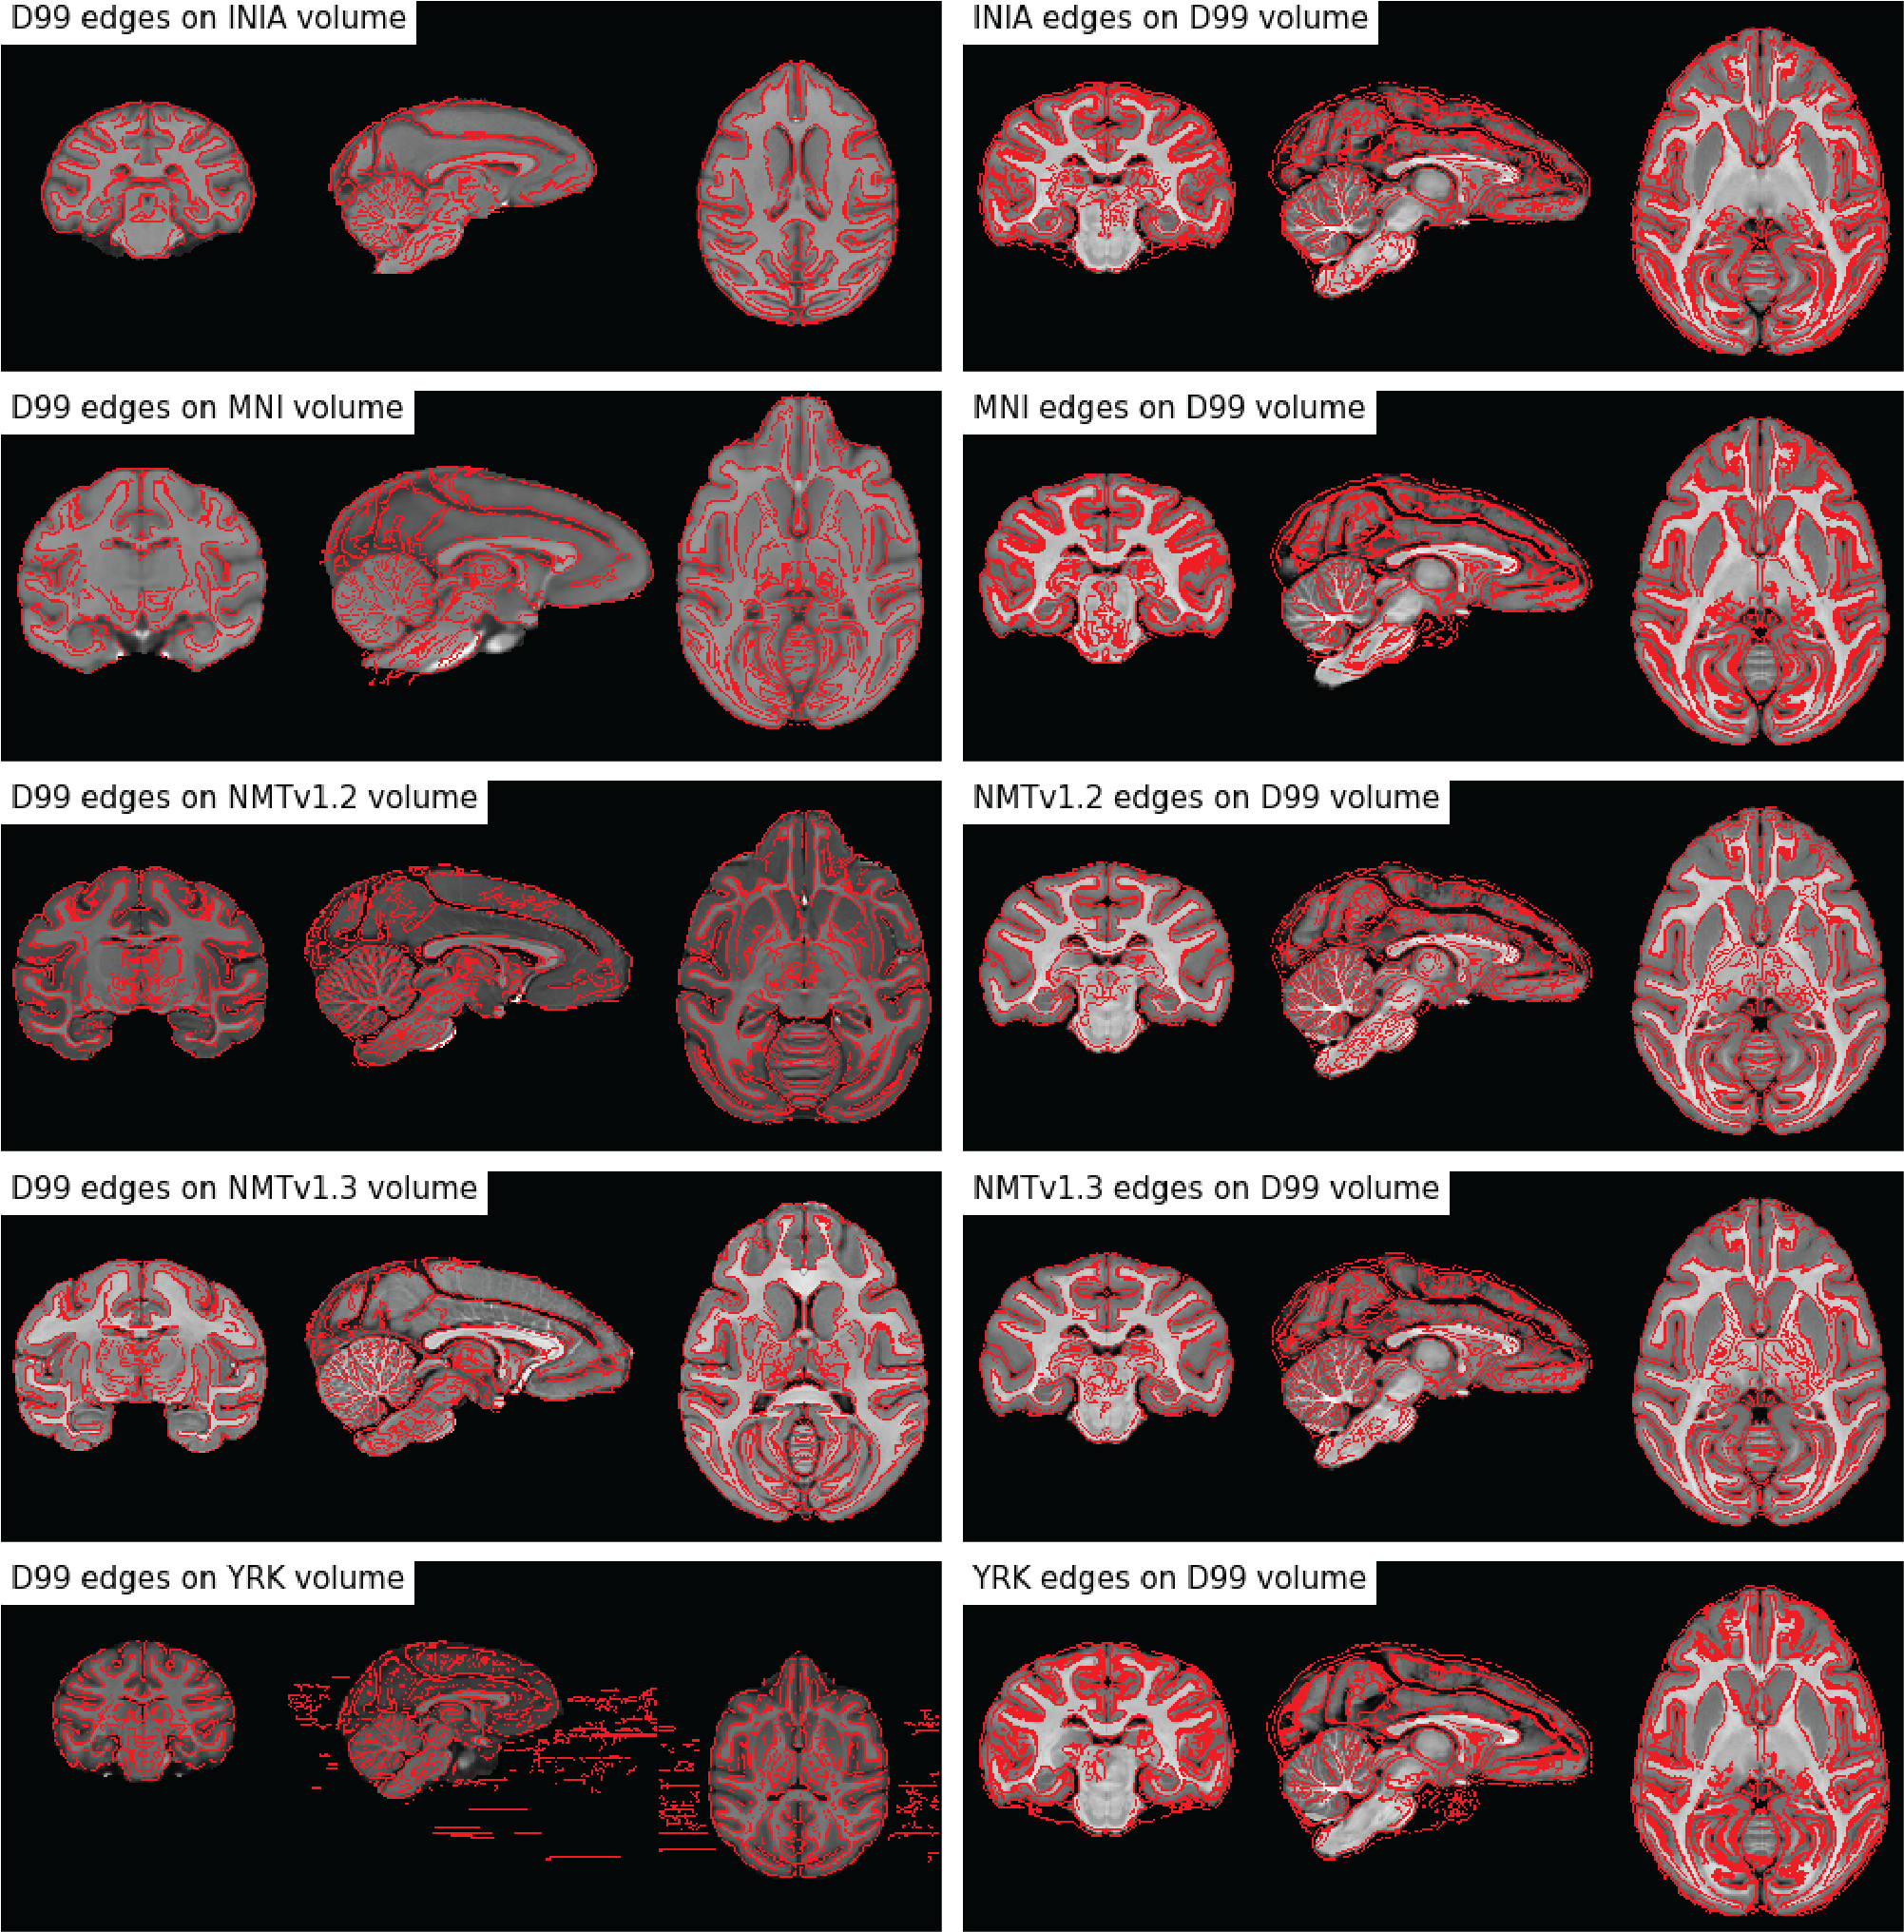 D99 edges on INIA volume
INIA edges on D99 volume
D99 edges on MNI volume
MNI edges on D99 volume
D99 edges on NMTv1.2 volume
NMTv1.2 edges on D99 volume
D99 edges on NMTv1.3 volume
NMTv1.3 edges on D99 volume
D99 edges on YRK volume
YRK edges on D99 volume